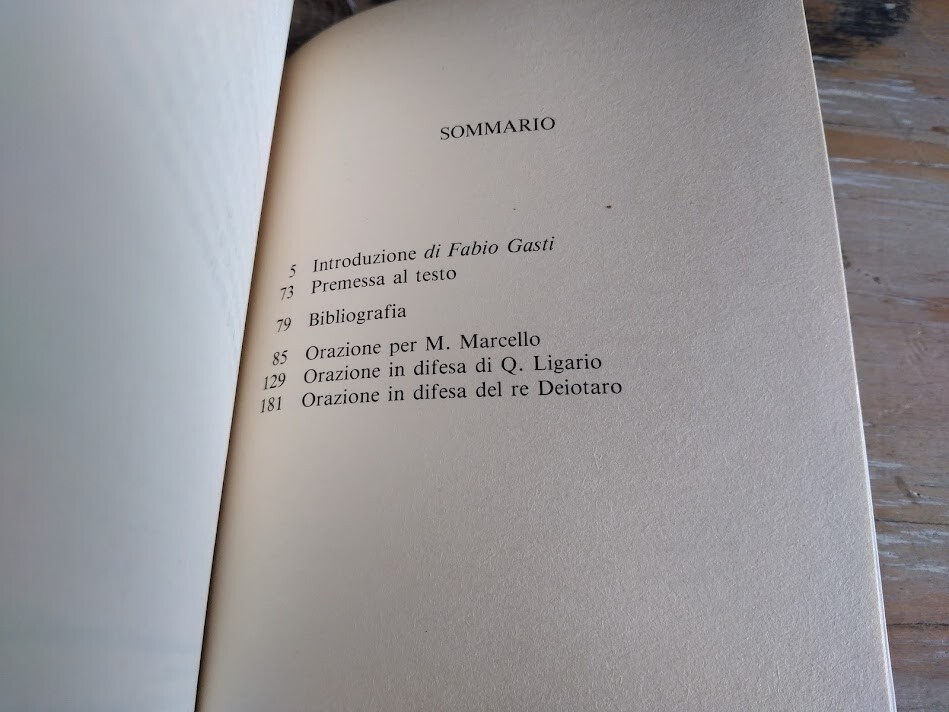 SOMMARIO
5 Introduzione di Fabio Gasti
73 Premessa al testo
79 Bibliografia
85 Orazione per M. Marcello
129 Orazione in difesa di Q. Ligario
181 Orazione in difesa del re Deiotaro